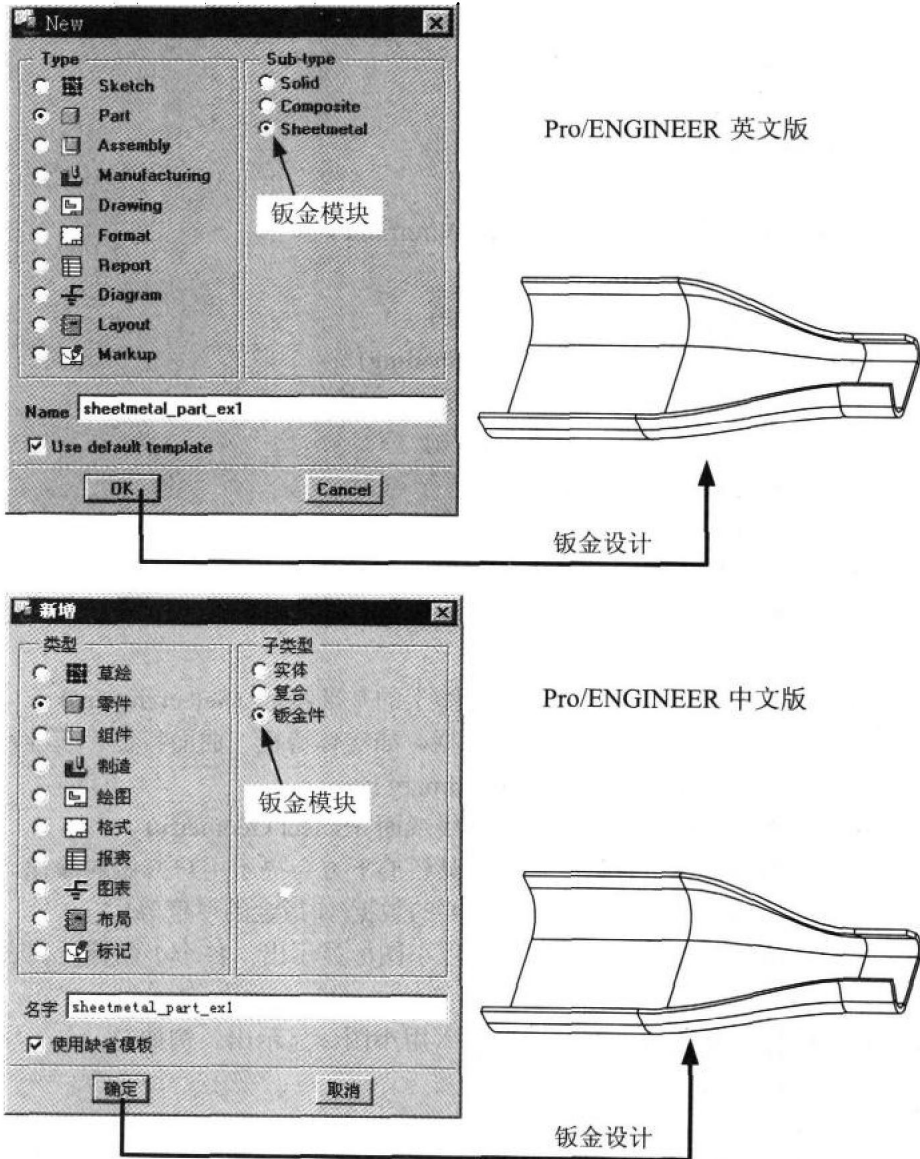 New
Type
Sub-type
Sketch
Solid
Part
Composite
Sheetmetal
Assembly
Manufacturing
Drawing
Format
Report
Diagram
Layout
Markup
钣金模块
Pro/ENGINEER 英文版
Name sheetmetal_part_ex1
Use default template
OK
Cancel
钣金设计
新增
类型
子类型
草绘
实体
零件
复合
钣金件
组件
制造
绘图
格式
报表
图表
布局
标记
钣金模块
Pro/ENGINEER 中文版
名字 sheetmetal_part_ex1
使用缺省模板
确定
取消
钣金设计